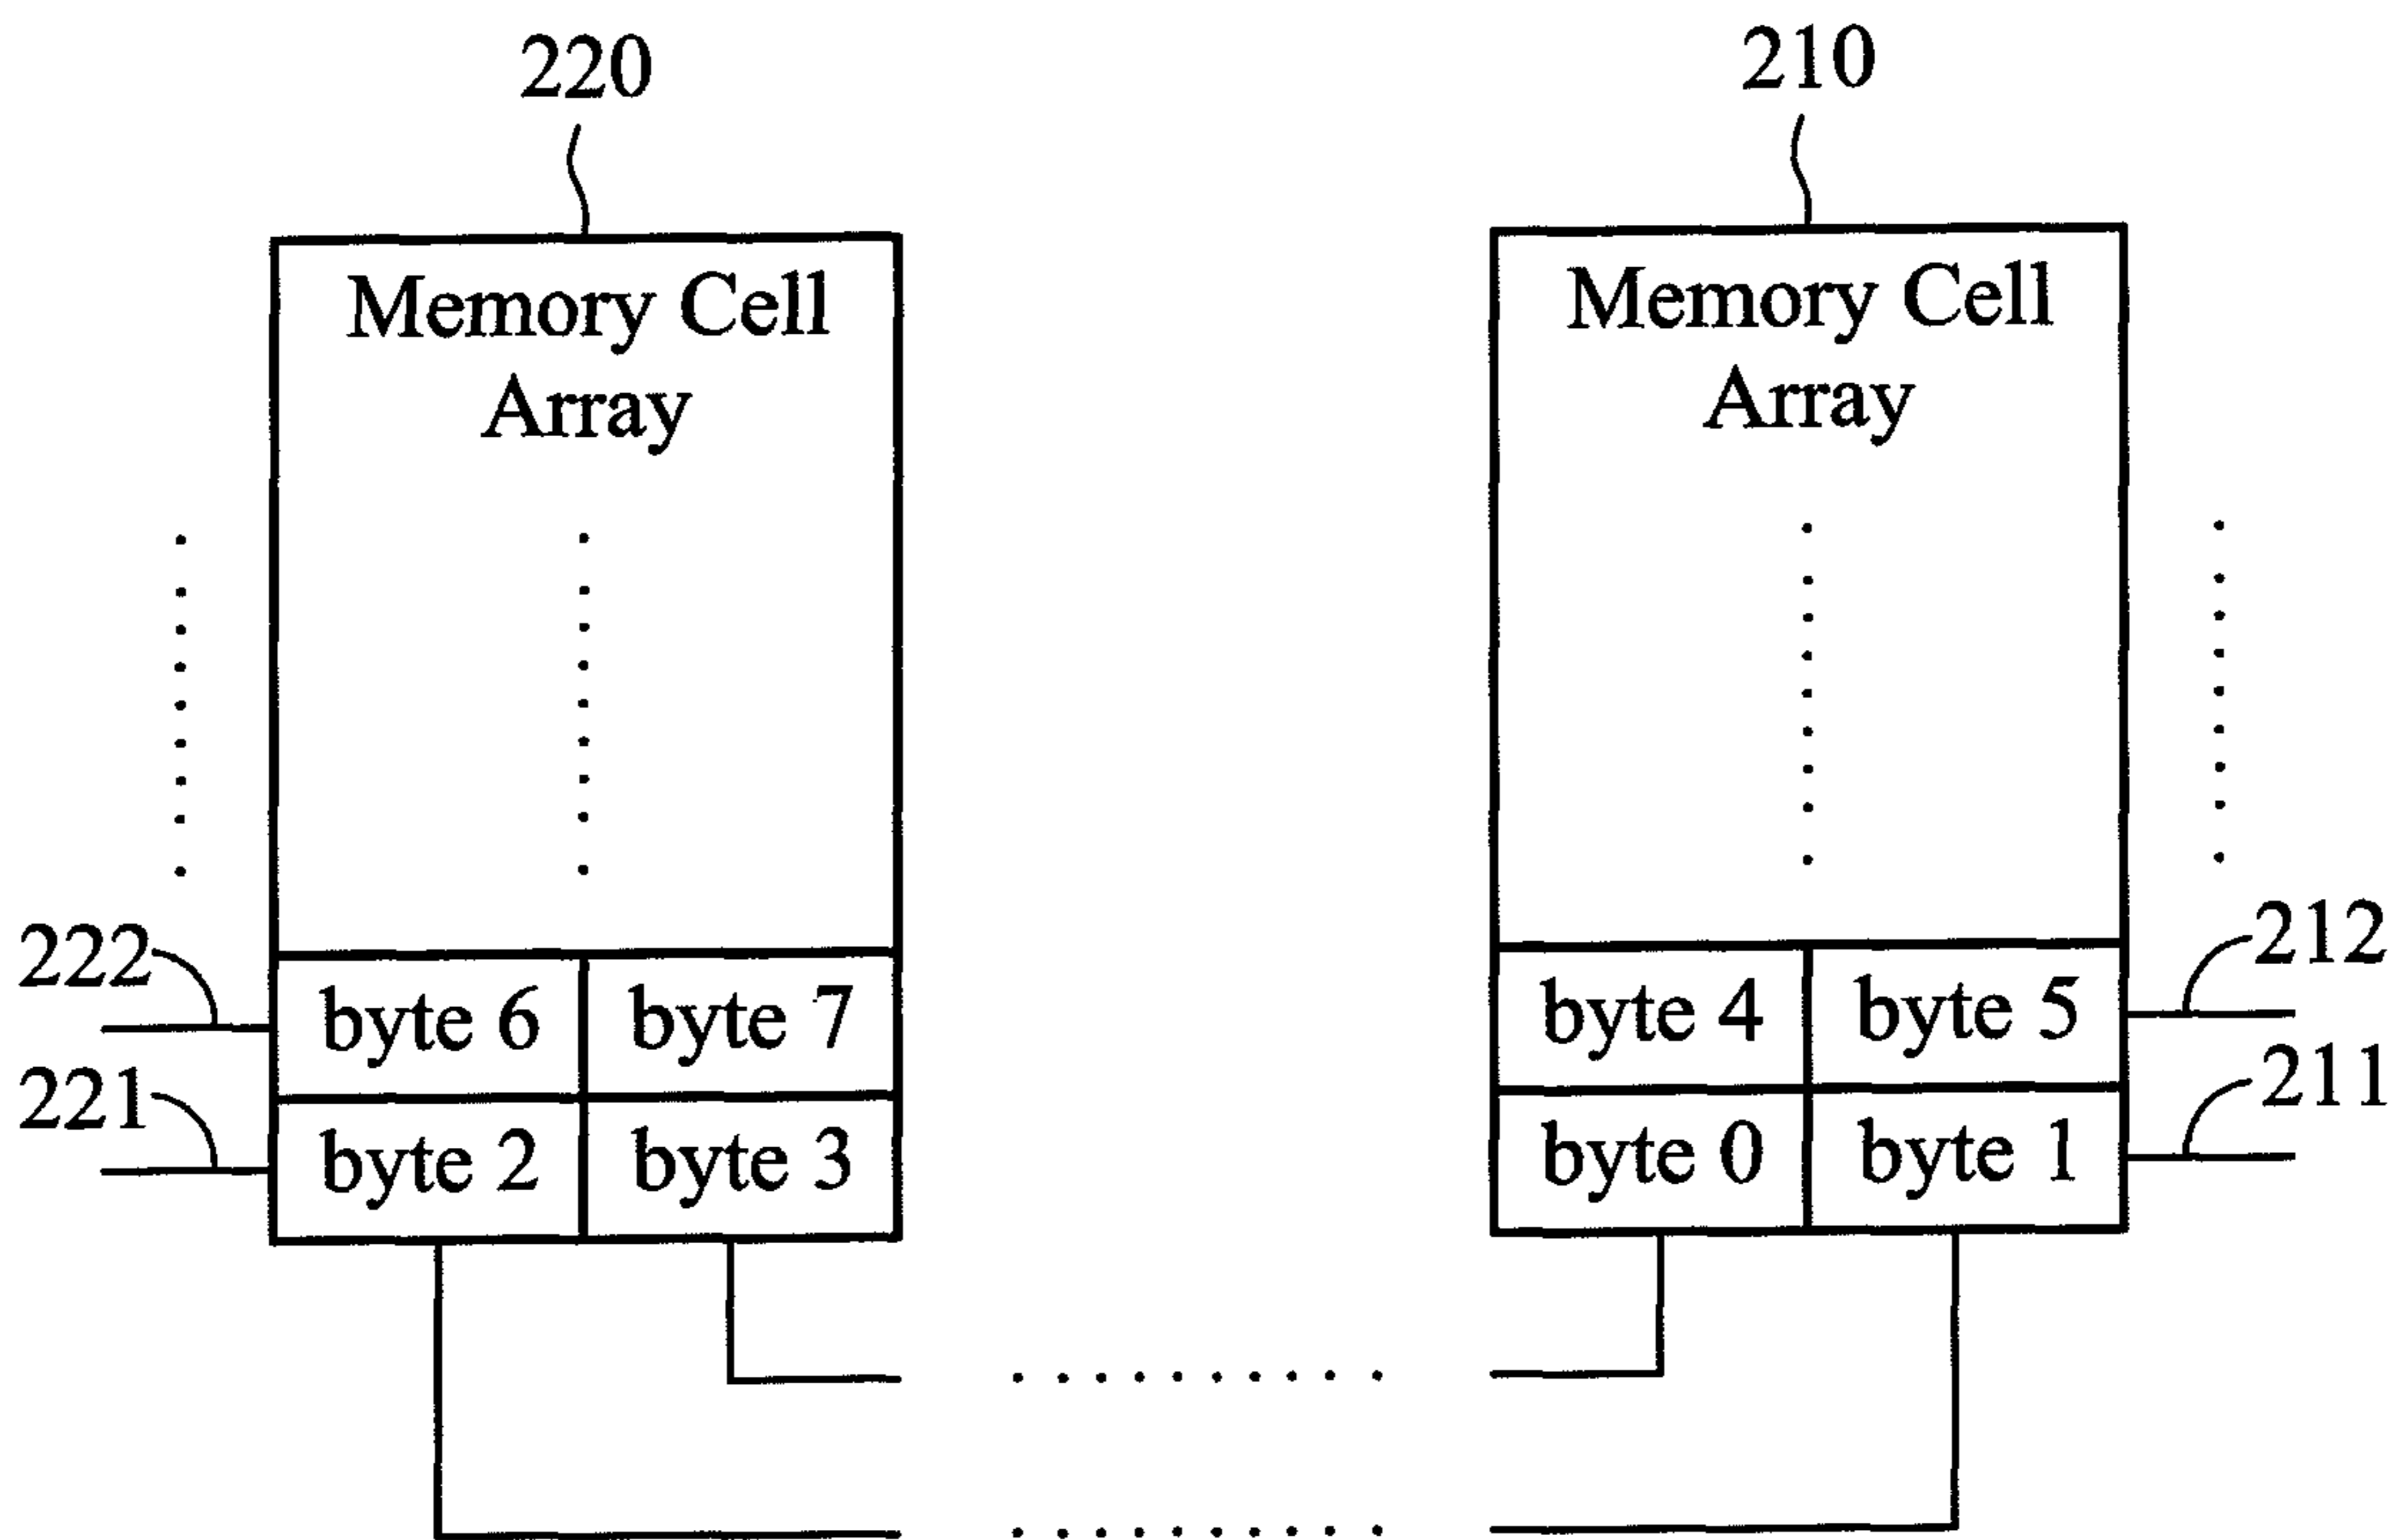 220
210
Memory Cell
Array
Memory Cell
Array
222
byte 6 byte 7
byte 4 byte 5
212
221
byte 2 byte 3
byte 0 byte 1
211